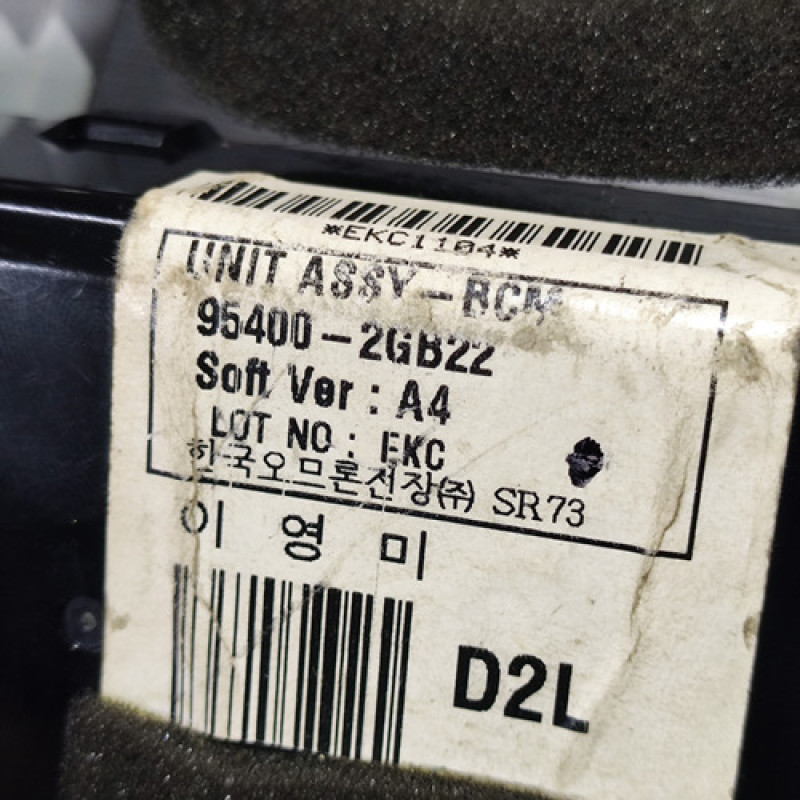 *EKC1104*
UNIT ASSY-BCM
95400-2GB22
Soft Ver : A4
LOT NO : EKC
한국오므론전장㈜ SR73
이 영 미
D2L